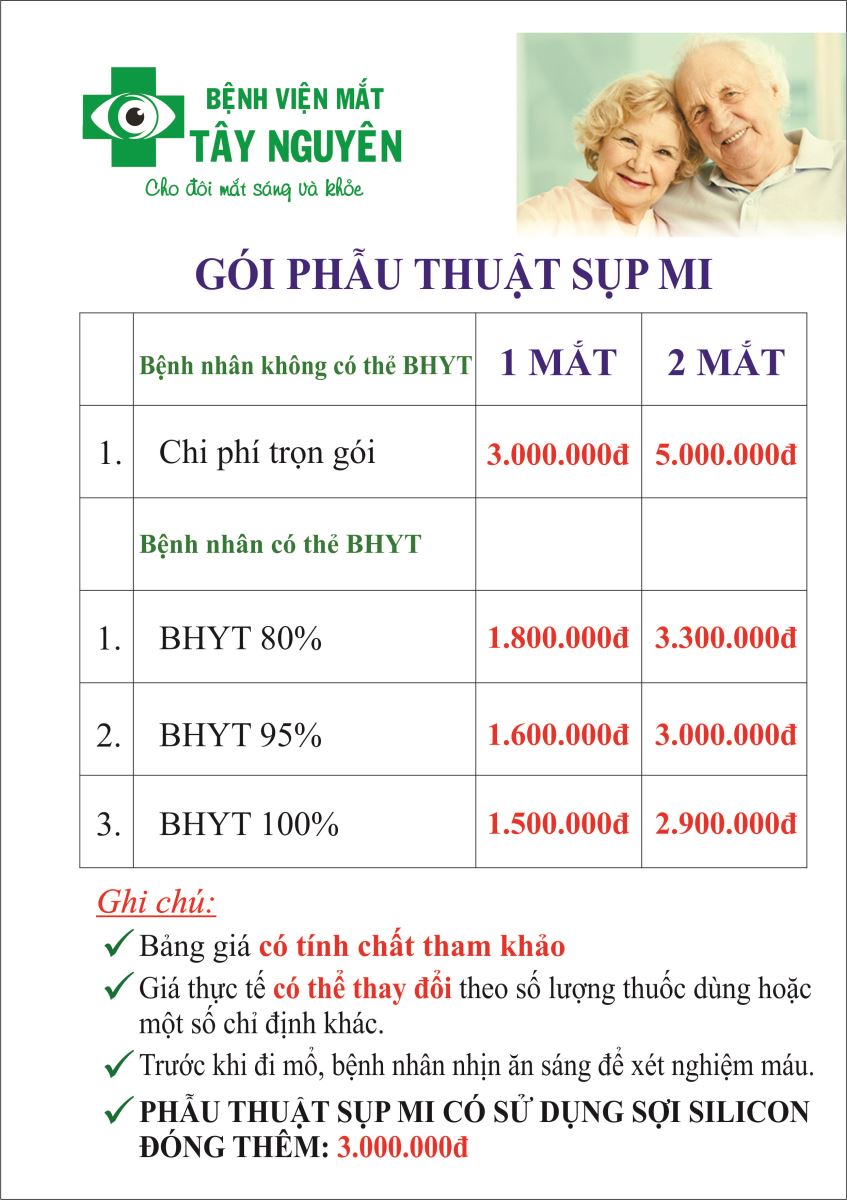 BỆNH VIỆN MẮT
TÂY NGUYÊN
Cho đôi mắt sáng và khỏe
GÓI PHẪU THUẬT SỤP MI
Bệnh nhân không có thẻ BHYT 1 MẮT 2 MẮT
1. Chi phí trọn gói 3.000.000đ 5.000.000đ
Bệnh nhân có thẻ BHYT
1. BHYT 80% 1.800.000đ 3.300.000đ
2. BHYT 95% 1.600.000đ 3.000.000đ
3. BHYT 100% 1.500.000đ 2.900.000đ
Ghi chú:
Bảng giá có tính chất tham khảo
Giá thực tế có thể thay đổi theo số lượng thuốc dùng hoặc
một số chỉ định khác.
Trước khi đi mổ, bệnh nhân nhịn ăn sáng để xét nghiệm máu.
PHẪU THUẬT SỤP MI CÓ SỬ DỤNG SỢI SILICON
ĐÓNG THÊM: 3.000.000đ